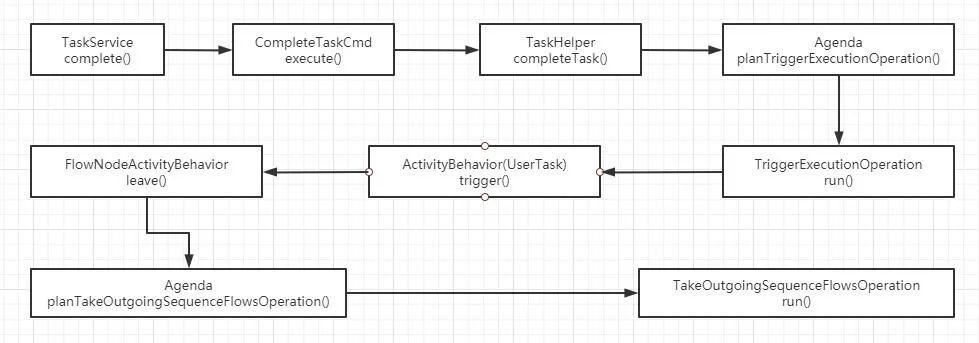 TaskService
complete()
CompleteTaskCmd
execute()
TaskHelper
completeTask()
Agenda
planTriggerExecutionOperation()
FlowNodeActivityBehavior
leave()
ActivityBehavior(UserTask)
trigger()
TriggerExecutionOperation
run()
Agenda
planTakeOutgoingSequenceFlowsOperation()
TakeOutgoingSequenceFlowsOperation
run()